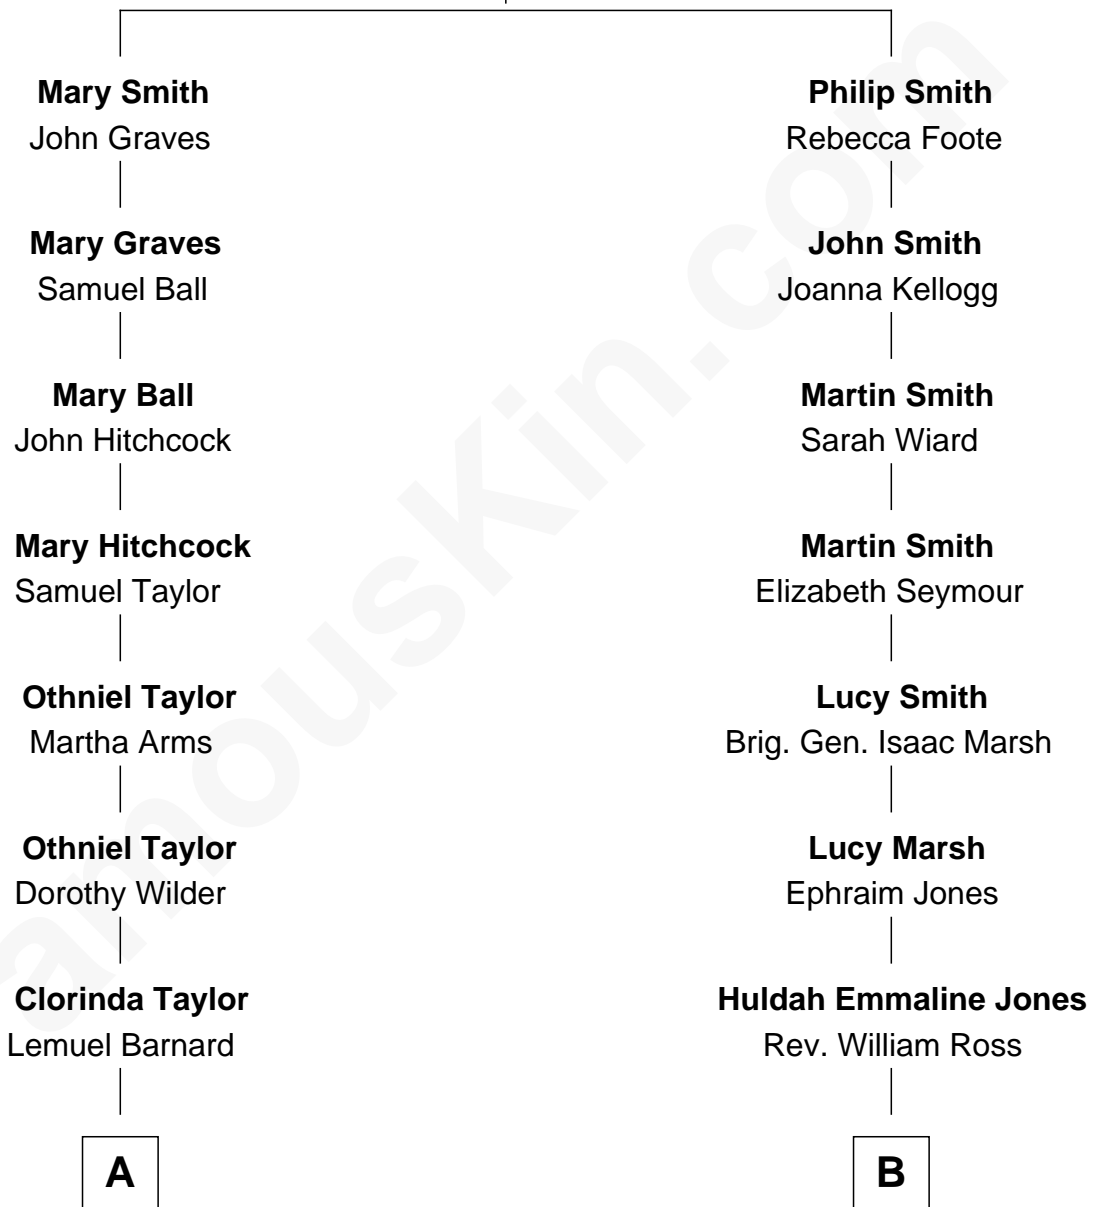 Mary Smith
John Graves
Mary Graves
Samuel Ball
Mary Ball
John Hitchcock
Mary Hitchcock
Samuel Taylor
Othniel Taylor
Martha Arms
Othniel Taylor
Dorothy Wilder
Clorinda Taylor
Lemuel Barnard
A
Philip Smith
Rebecca Foote
John Smith
Joanna Kellogg
Martin Smith
Sarah Wiard
Martin Smith
Elizabeth Seymour
Lucy Smith
Brig. Gen. Isaac Marsh
Lucy Marsh
Ephraim Jones
Huldah Emmaline Jones
Rev. William Ross
B
amousKin.com